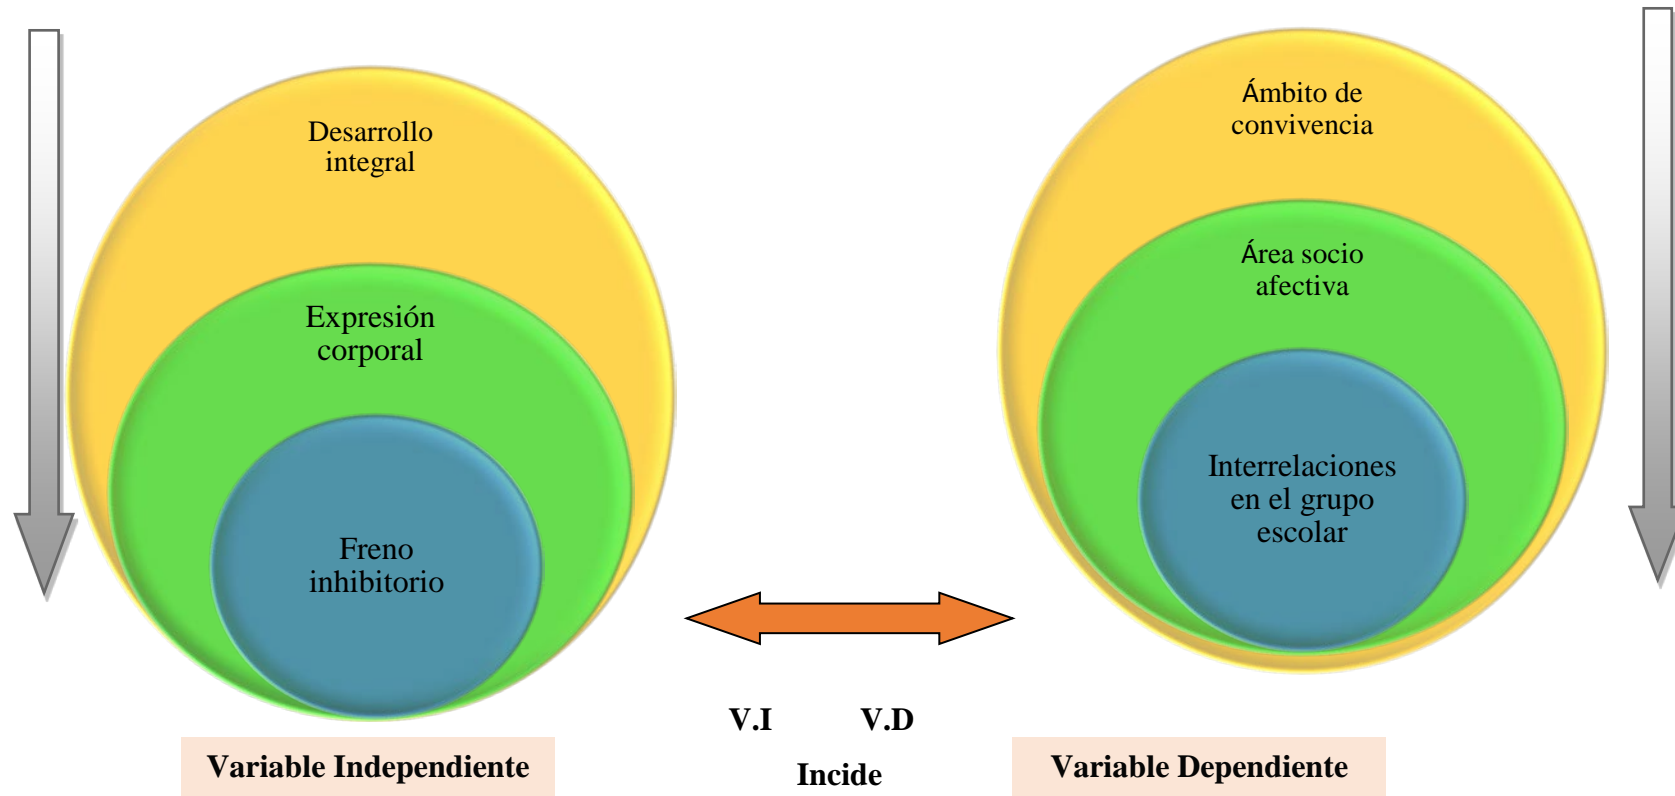 Desarrollo
integral
Expresión
corporal
Freno
inhibitorio
Ámbito de
convivencia
Área socio
afectiva
Interrelaciones
en el grupo
escolar
V.I V.D
Incide
Variable Independiente
Variable Dependiente